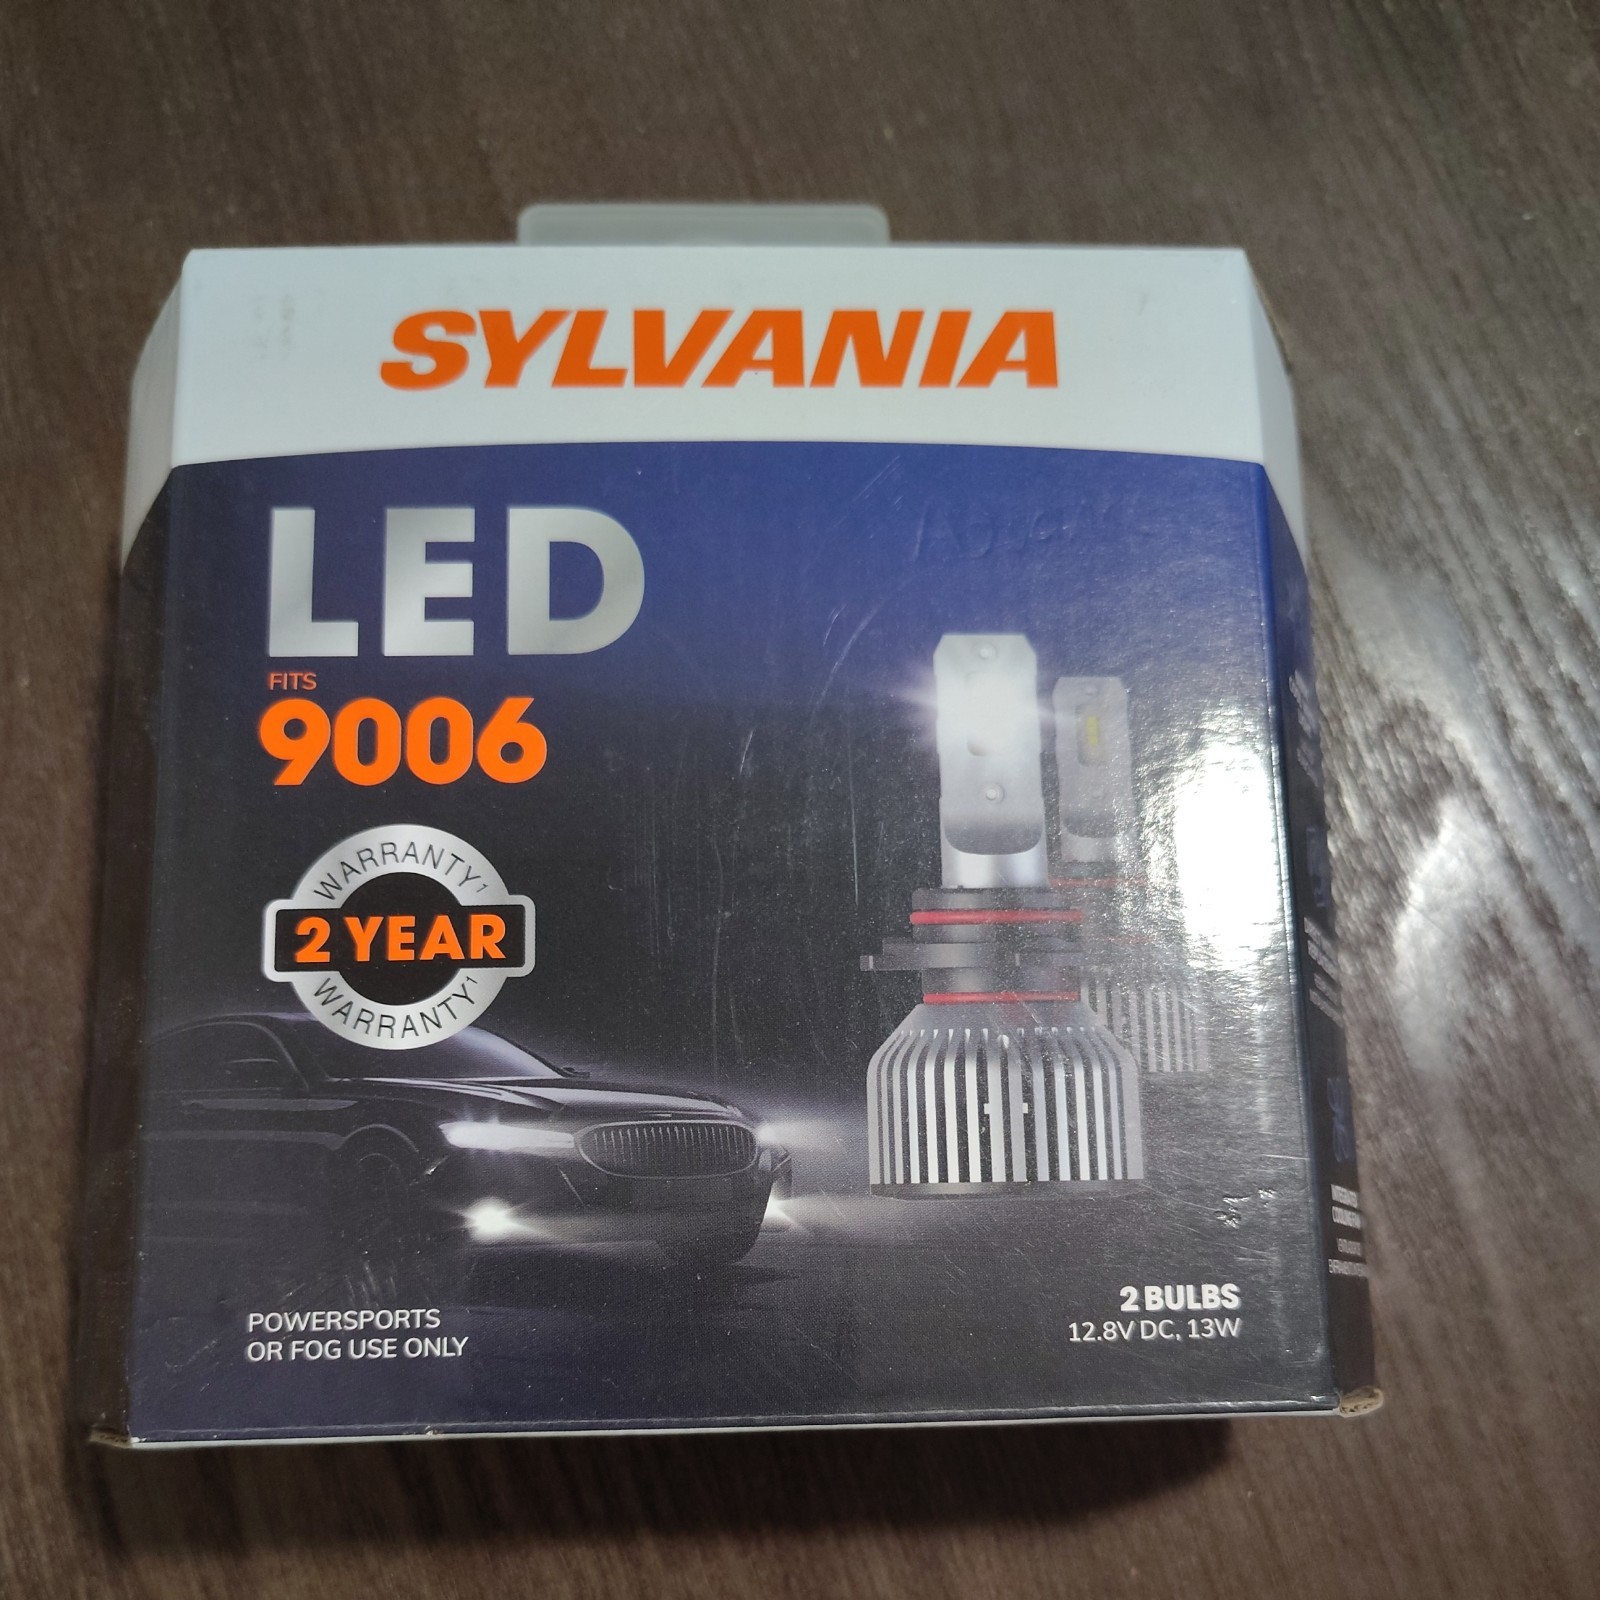 SYLVANIA
LED
FITS
9006
WARRANTY¹
2 YEAR
WARRANTY¹
POWERSPORTS
OR FOG USE ONLY
2 BULBS
12.8V DC, 13W